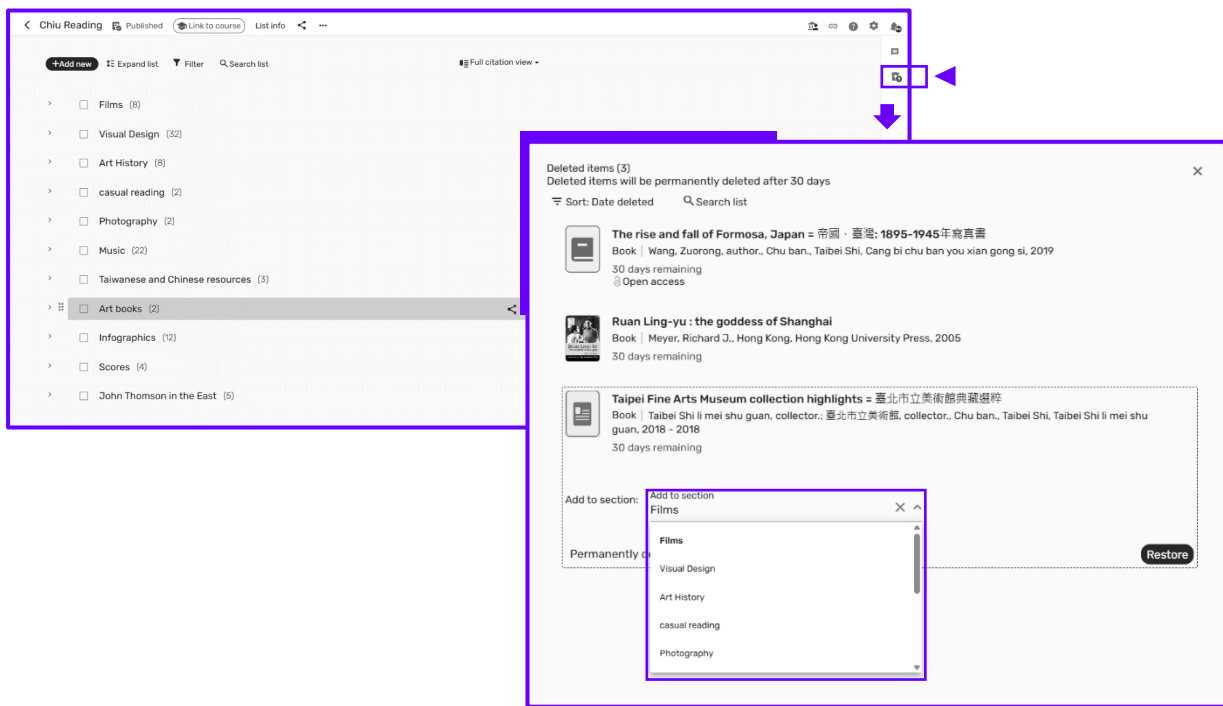 Chiu Reading Published Link to course List info
+Add new Expand list Filter Search list Full citation view
Films (8)
Visual Design (32)
Art History (8)
casual reading (2)
Photography (2)
Music (22)
Taiwanese and Chinese resources (3)
Art books (2)
Infographics (12)
Scores (4)
John Thomson in the East (5)
Deleted items (3)
Deleted items will be permanently deleted after 30 days
Sort: Date deleted Search list
The rise and fall of Formosa, Japan = 帝國‧臺灣: 1895-1945年寫真書
Book | Wang, Zuorong, author., Chu ban., Taibei Shi, Cang bi chu ban you xian gong si, 2019
30 days remaining
Open access
Ruan Ling-yu : the goddess of Shanghai
Book | Meyer, Richard J., Hong Kong, Hong Kong University Press, 2005
30 days remaining
Taipei Fine Arts Museum collection highlights = 臺北市立美術館典藏選粹
Book | Taibei Shi li mei shu guan, collector.; 臺北市立美術館, collector., Chu ban., Taibei Shi, Taibei Shi li mei shu
guan, 2018 - 2018
30 days remaining
Add to section:
Add to section
Films
Films
Visual Design
Art History
casual reading
Photography
Permanently
Restore